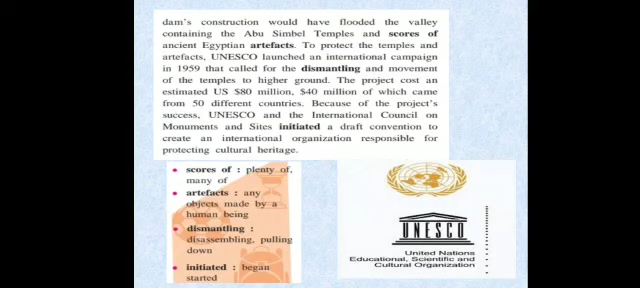 dam's construction would have flooded the valley
containing the Abu Simbel Temples and scores of
ancient Egyptian artefacts. To protect the temples and
artefacts, UNESCO launched an international campaign
in 1959 that called for the dismantling and movement
of the temples to higher ground. The project cost an
estimated US $80 million, $40 million of which came
from 50 different countries. Because of the project's
success, UNESCO and the International Council on
Monuments and Sites initiated a draft convention to
create an international organization responsible for
protecting cultural heritage.
• scores of : plenty of,
many of
• artefacts : any
objects made by a
human being
• dismantling :
disassembling, pulling
down
• initiated : began
started
UNESCO
United Nations
Educational, Scientific and
Cultural Organization